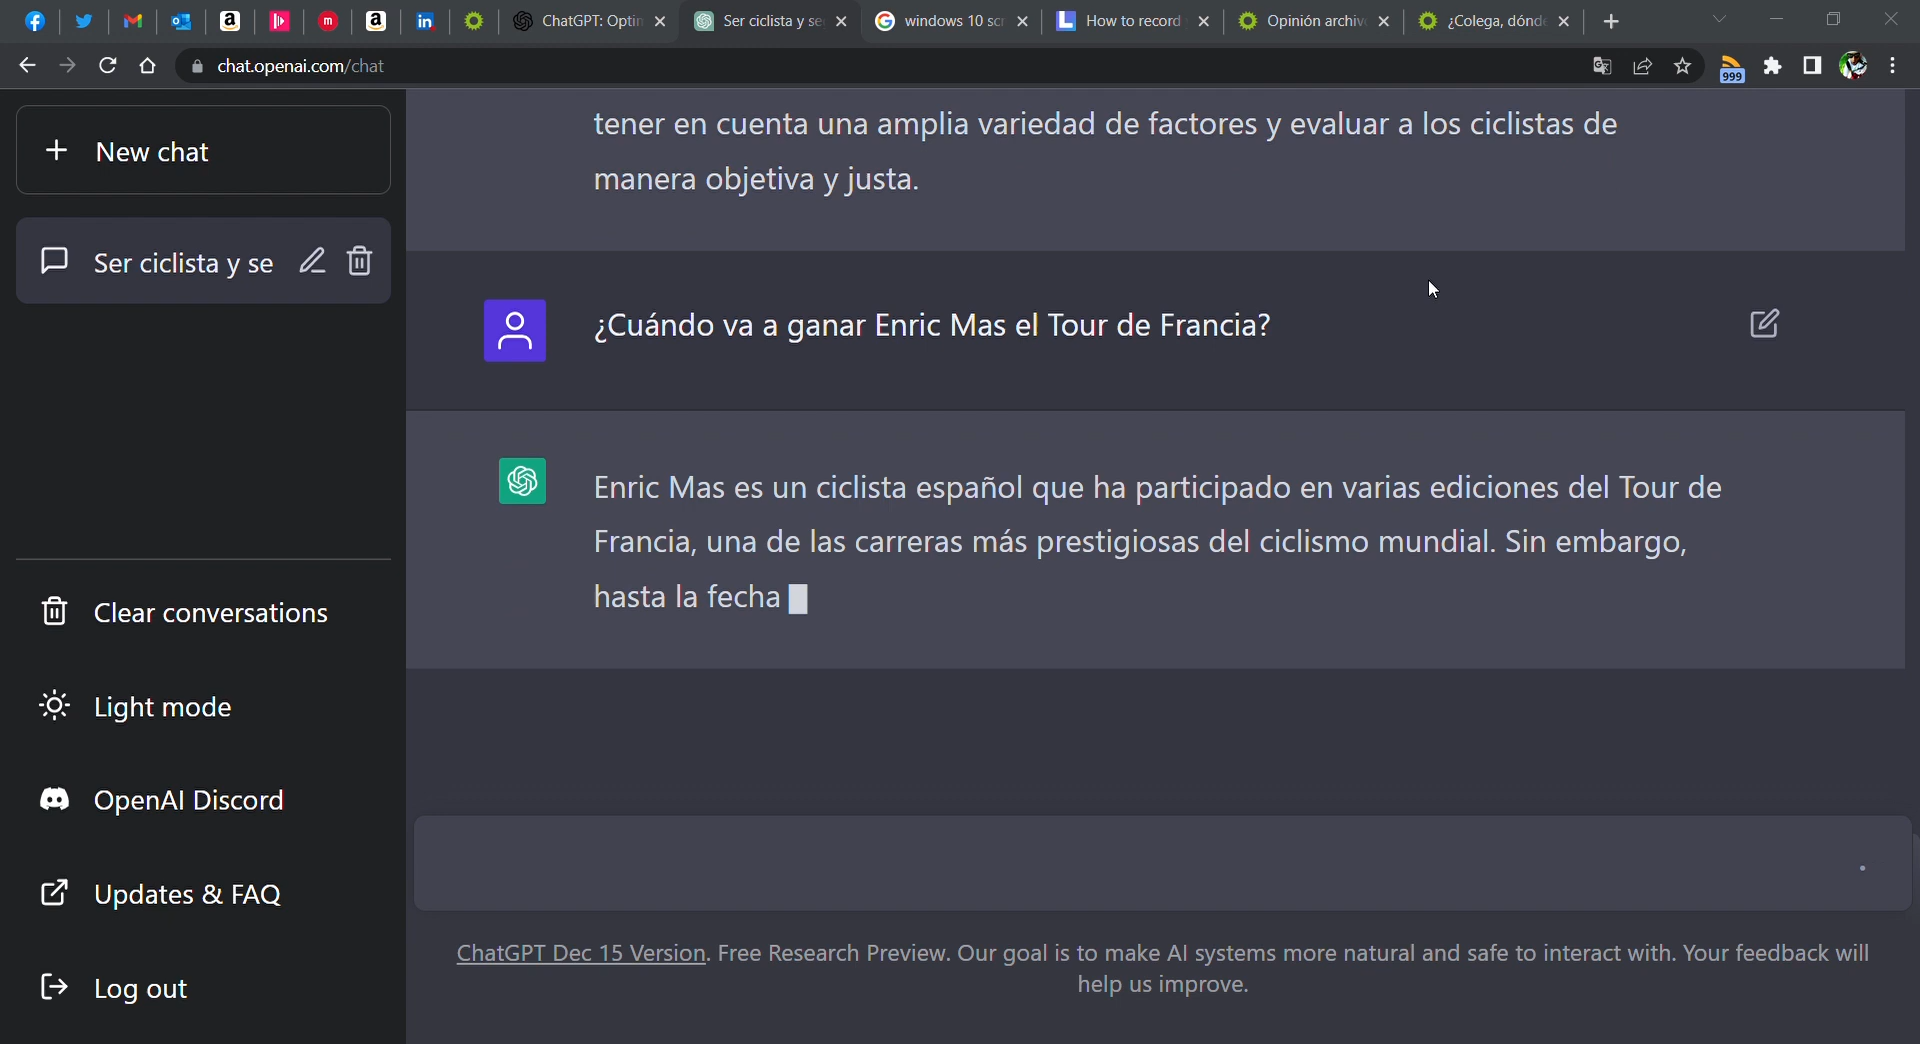 ChatGPT: Optin
Ser ciclista y se
windows 10 scr
How to record
Opinión archiv
¿Colega, dónde
chat.openai.com/chat
999
New chat
Ser ciclista y se
Clear conversations
Light mode
OpenAI Discord
Updates & FAQ
Log out
tener en cuenta una amplia variedad de factores y evaluar a los ciclistas de
manera objetiva y justa.
¿Cuándo va a ganar Enric Mas el Tour de Francia?
Enric Mas es un ciclista español que ha participado en varias ediciones del Tour de
Francia, una de las carreras más prestigiosas del ciclismo mundial. Sin embargo,
hasta la fecha
ChatGPT Dec 15 Version. Free Research Preview. Our goal is to make AI systems more natural and safe to interact with. Your feedback will
help us improve.